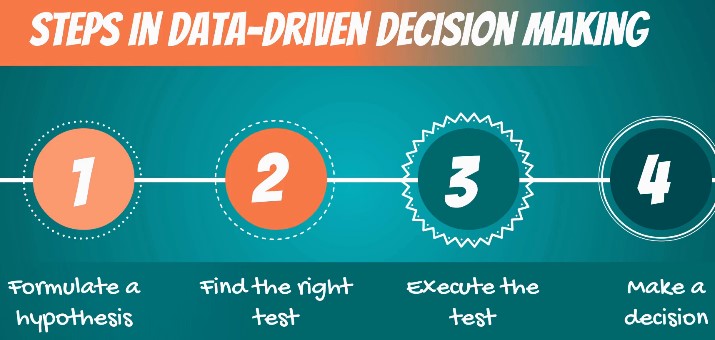 STEPS IN DATA-DRIVEN DECISION MAKING
1
2
3
4
Formulate a
hypothesis
Find the right
test
Execute the
test
Make a
decision